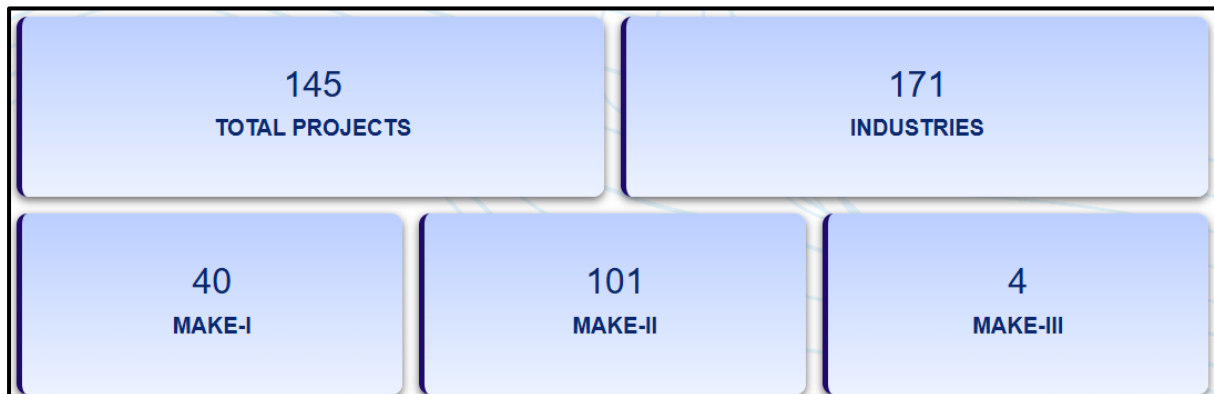 145
TOTAL PROJECTS
171
INDUSTRIES
40
MAKE-I
101
MAKE-II
4
MAKE-III